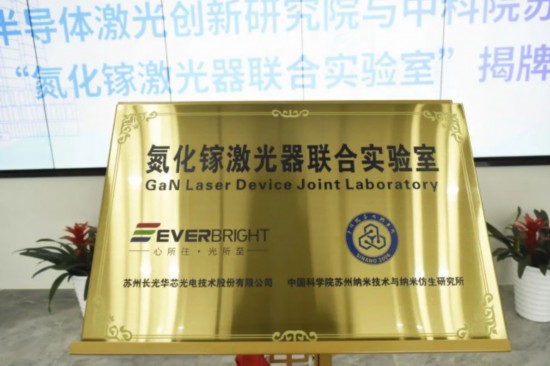 半导体激光创新研究院与中科院苏
“氮化镓激光器联合实验室”揭牌
氮化镓激光器联合实验室
GaN Laser Device Joint Laboratory
EVERBRIGHT
心所往·光所至
SINANO 2006
苏州长光华芯光电技术股份有限公司
中国科学院苏州纳米技术与纳米仿生研究所